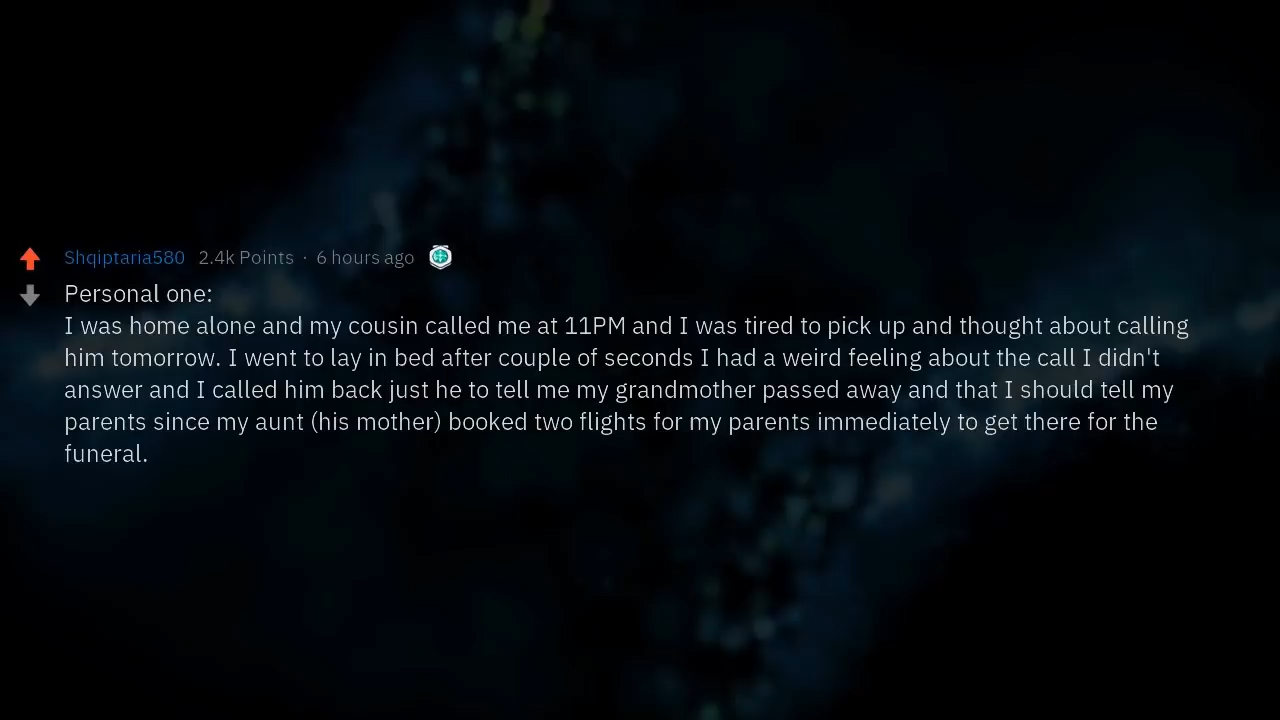 Shqiptaria580 2.4k Points · 6 hours ago
Personal one:
I was home alone and my cousin called me at 11PM and I was tired to pick up and thought about calling
him tomorrow. I went to lay in bed after couple of seconds I had a weird feeling about the call I didn't
answer and I called him back just he to tell me my grandmother passed away and that I should tell my
parents since my aunt (his mother) booked two flights for my parents immediately to get there for the
funeral.